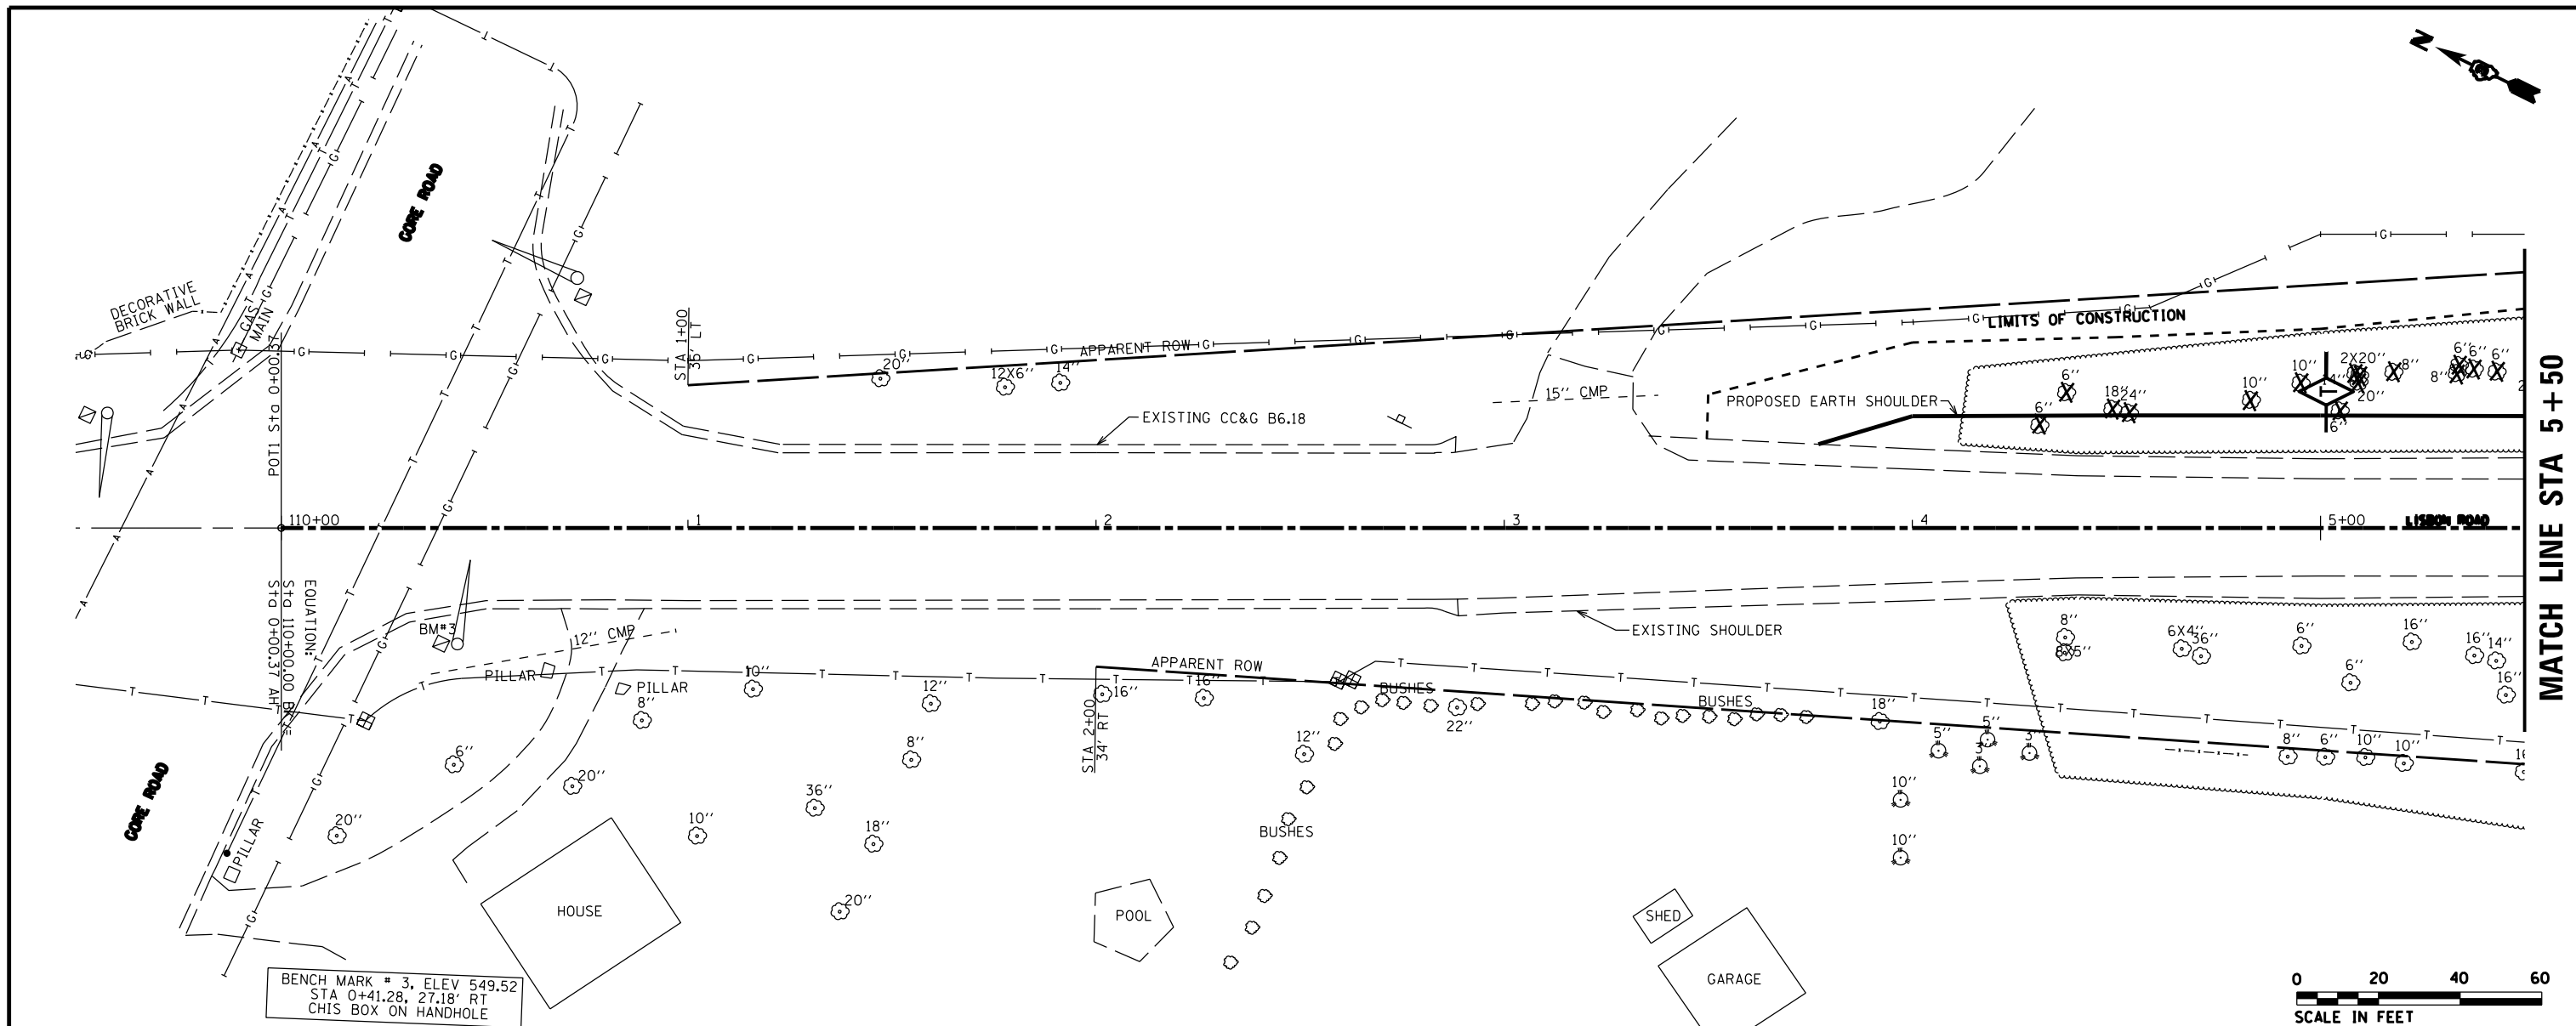 N
GORE ROAD
DECORATIVE
BRICK WALL
GAS
MAIN
POT1 Sta 0+00.37
STA 1+00
35' LT
APPARENT ROW
20''
12X6''
14''
EXISTING CC&G B6.18
15'' CMP
LIMITS OF CONSTRUCTION
PROPOSED EARTH SHOULDER
6''
6''
18''
24''
10''
10''
2X20''
8''
20''
6''
8''
6''
6''
6''
MATCH LINE STA 5+50
110+00
1
2
3
4
5+00
LISBON ROAD
EQUATION:
Sta 110+00.00 BK =
Sta 0+00.37 AH
BM#3
12'' CMP
PILLAR
PILLAR
EXISTING SHOULDER
APPARENT ROW
10''
8''
12''
16''
16''
BUSHES
BUSHES
22''
18''
8''
8X5''
6X4''
36''
6''
16''
6''
16''
14''
16''
STA 2+00
34' RT
6''
20''
8''
12''
5''
5''
3''
3''
8''
6''
10''
10''
GORE ROAD
20''
PILLAR
10''
36''
18''
BUSHES
10''
10''
HOUSE
20''
POOL
SHED
GARAGE
BENCH MARK # 3, ELEV 549.52
STA 0+41.28, 27.18' RT
CHIS BOX ON HANDHOLE
0 20 40 60
SCALE IN FEET